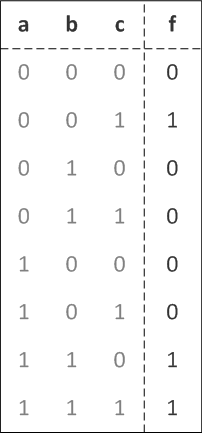 a b c f
0 0 0 0
0 0 1 1
0 1 0 0
0 1 1 0
1 0 0 0
1 0 1 0
1 1 0 1
1 1 1 1